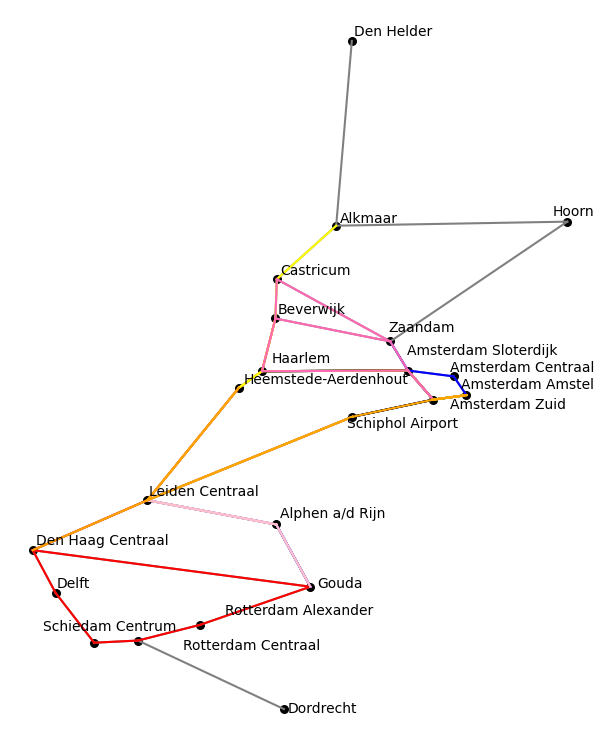 Den Helder
Hoorn
Alkmaar
Castricum
Beverwijk
Zaandam
Amsterdam Sloterdijk
Haarlem
Amsterdam Centraal
Heemstede-Aerdenhout
Amsterdam Amstel
Amsterdam Zuid
Schiphol Airport
Leiden Centraal
Alphen a/d Rijn
Den Haag Centraal
Delft
Gouda
Rotterdam Alexander
Schiedam Centrum
Rotterdam Centraal
Dordrecht